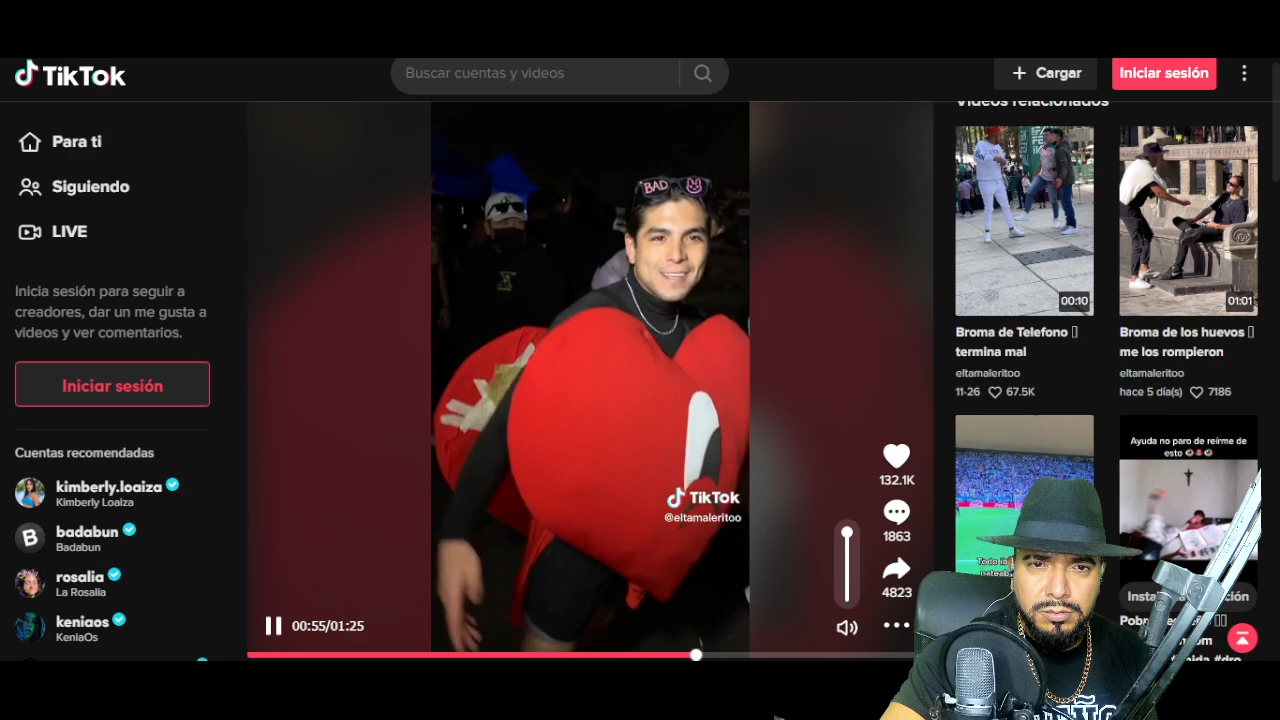 TikTok
Buscar cuentas y videos
Cargar
Iniciar sesión
Para ti
Siguiendo
LIVE
Inicia sesión para seguir a
creadores, dar un me gusta a
videos y ver comentarios.
Iniciar sesión
Cuentas recomendadas
kimberly.loaiza
Kimberly Loaiza
badabun
Badabun
rosalia
La Rosalia
keniaos
KeniaOs
BAD
TikTok
@eltamaleritoo
132.1K
1863
4823
00:55/01:25
Videos relacionados
00:10
Broma de Telefono
termina mal
eltamaleritoo
11-26 67.5K
01:01
Broma de los huevos
me los rompieron
eltamaleritoo
hace 5 día(s) 7186
Ayuda no paro de reírme de
esto